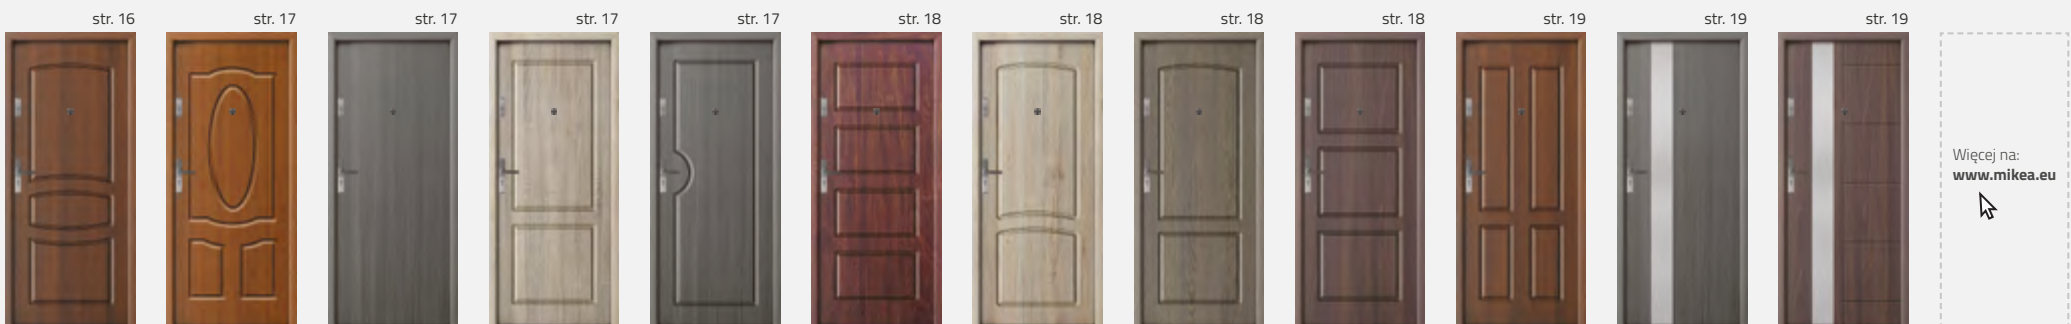 str. 16
str. 17
str. 17
str. 17
str. 17
str. 18
str. 18
str. 18
str. 18
str. 19
str. 19
str. 19
Więcej na:
www.mikea.eu